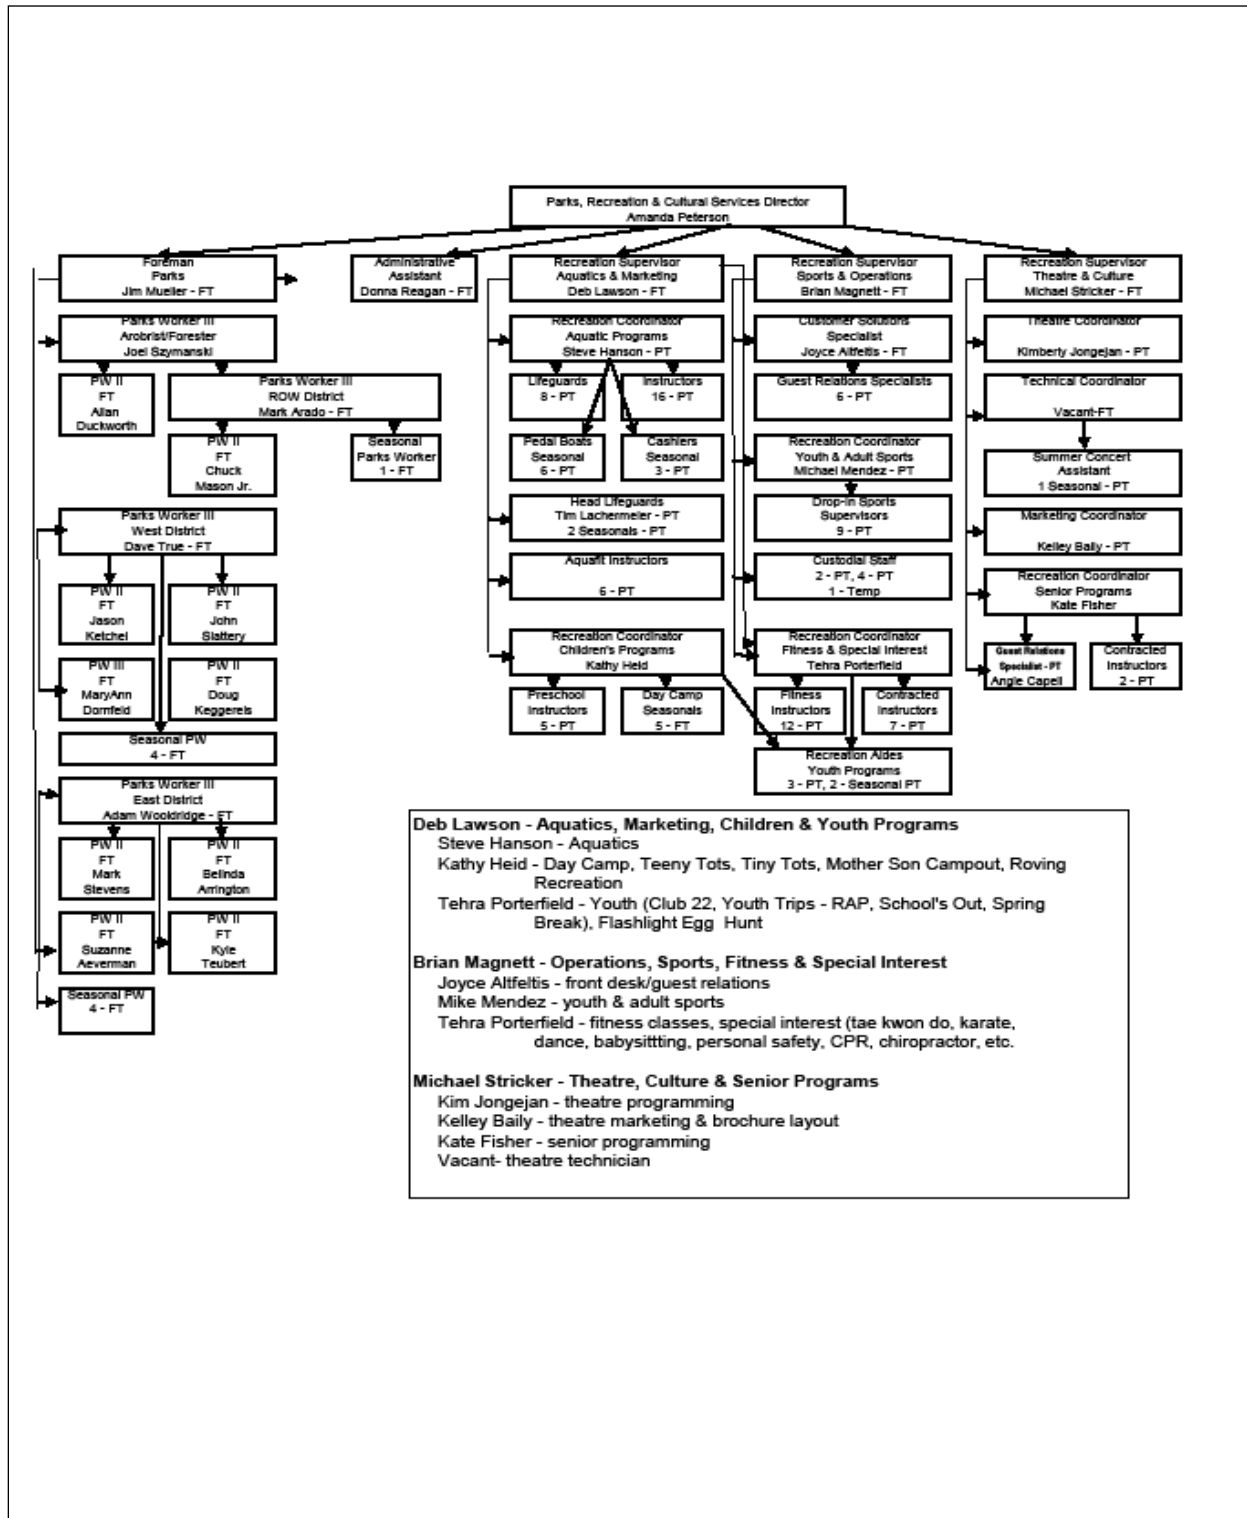 Parks, Recreation & Cultural Services Director
Amanda Peterson
Foreman
Parks
Jim Mueller - FT
Administrative
Assistant
Donna Reagan - FT
Recreation Supervisor
Aquatics & Marketing
Deb Lawson - FT
Recreation Supervisor
Sports & Operations
Brian Magnett - FT
Recreation Supervisor
Theatre & Culture
Michael Stricker - FT
Parks Worker III
Arobrist/Forester
Joel Szymanski
PW II
FT
Allan
Duckworth
Parks Worker III
ROW District
Mark Arado - FT
PW II
FT
Chuck
Mason Jr.
Seasonal
Parks Worker
1 - FT
Parks Worker III
West District
Dave True - FT
PW II
FT
Jason
Ketchel
PW II
FT
John
Slattery
PW III
FT
MaryAnn
Dornfeld
PW II
FT
Doug
Keggereis
Seasonal PW
4 - FT
Parks Worker III
East District
Adam Wooldridge - FT
PW II
FT
Mark
Stevens
PW II
FT
Belinda
Arrington
PW II
FT
Suzanne
Aeverman
PW II
FT
Kyle
Teubert
Seasonal PW
4 - FT
Recreation Coordinator
Aquatic Programs
Steve Hanson - PT
Lifeguards
8 - PT
Instructors
16 - PT
Pedal Boats
Seasonal
6 - PT
Cashiers
Seasonal
3 - PT
Head Lifeguards
Tim Lachermeier - PT
2 Seasonals - PT
Aquafit Instructors
6 - PT
Recreation Coordinator
Children's Programs
Kathy Heid
Preschool
Instructors
5 - PT
Day Camp
Seasonals
5 - FT
Customer Solutions
Specialist
Joyce Altfeltis - FT
Guest Relations Specialists
6 - PT
Recreation Coordinator
Youth & Adult Sports
Michael Mendez - PT
Drop-In Sports
Supervisors
9 - PT
Custodial Staff
2 - PT, 4 - PT
1 - Temp
Recreation Coordinator
Fitness & Special Interest
Tehra Porterfield
Fitness
Instructors
12 - PT
Contracted
Instructors
7 - PT
Recreation Aides
Youth Programs
3 - PT, 2 - Seasonal PT
Theatre Coordinator
Kimberly Jongejan - PT
Technical Coordinator
Vacant-FT
Summer Concert
Assistant
1 Seasonal - PT
Marketing Coordinator
Kelley Baily - PT
Recreation Coordinator
Senior Programs
Kate Fisher
Guest Relations
Specialist - PT
Angie Capell
Contracted
Instructors
2 - PT
Deb Lawson - Aquatics, Marketing, Children & Youth Programs
Steve Hanson - Aquatics
Kathy Heid - Day Camp, Teeny Tots, Tiny Tots, Mother Son Campout, Roving
Recreation
Tehra Porterfield - Youth (Club 22, Youth Trips - RAP, School's Out, Spring
Break), Flashlight Egg Hunt
Brian Magnett - Operations, Sports, Fitness & Special Interest
Joyce Altfeltis - front desk/guest relations
Mike Mendez - youth & adult sports
Tehra Porterfield - fitness classes, special interest (tae kwon do, karate,
dance, babysittting, personal safety, CPR, chiropractor, etc.
Michael Stricker - Theatre, Culture & Senior Programs
Kim Jongejan - theatre programming
Kelley Baily - theatre marketing & brochure layout
Kate Fisher - senior programming
Vacant- theatre technician